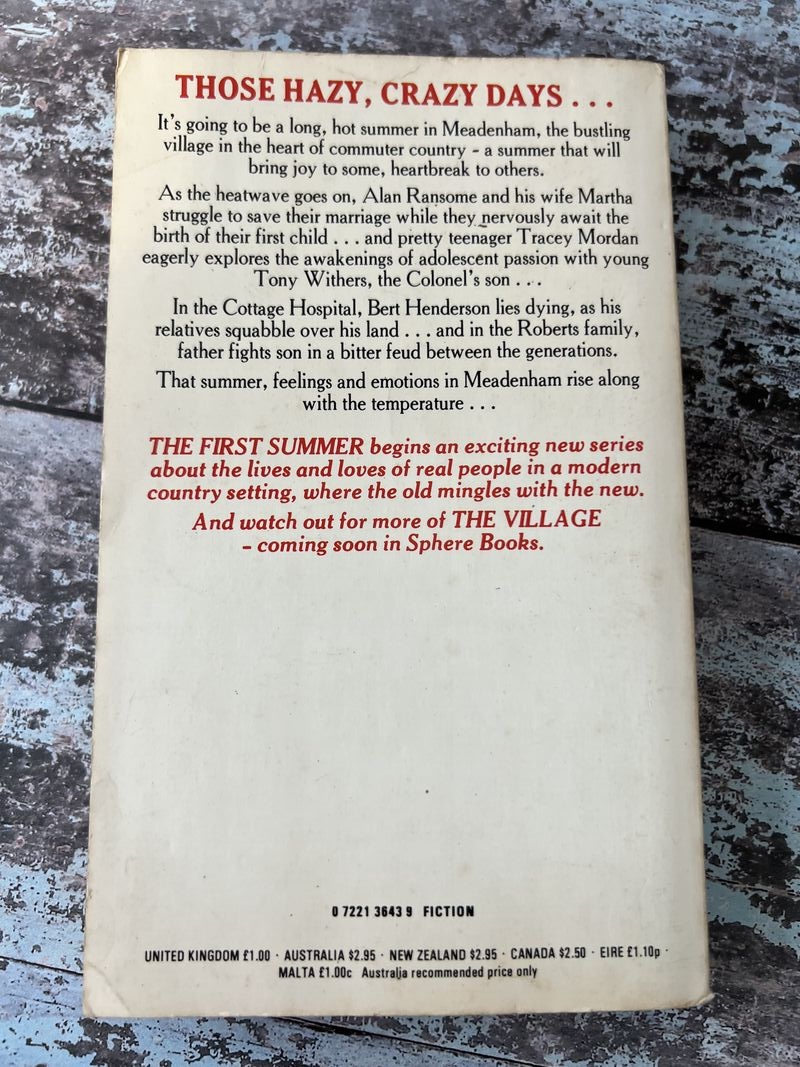 THOSE HAZY, CRAZY DAYS . . .
It's going to be a long, hot summer in Meadenham, the bustling
village in the heart of commuter country - a summer that will
bring joy to some, heartbreak to others.
As the heatwave goes on, Alan Ransome and his wife Martha
struggle to save their marriage while they nervously await the
birth of their first child . . . and pretty teenager Tracey Mordan
eagerly explores the awakenings of adolescent passion with young
Tony Withers, the Colonel's son . . .
In the Cottage Hospital, Bert Henderson lies dying, as his
relatives squabble over his land . . . and in the Roberts family,
father fights son in a bitter feud between the generations.
That summer, feelings and emotions in Meadenham rise along
with the temperature . . .
THE FIRST SUMMER begins an exciting new series
about the lives and loves of real people in a modern
country setting, where the old mingles with the new.
And watch out for more of THE VILLAGE
– coming soon in Sphere Books.
0 7221 3643 9 FICTION
UNITED KINGDOM £1.00 · AUSTRALIA $2.95 · NEW ZEALAND $2.95 · CANADA $2.50 · EIRE £1.10p ·
MALTA £1.00c Australia recommended price only